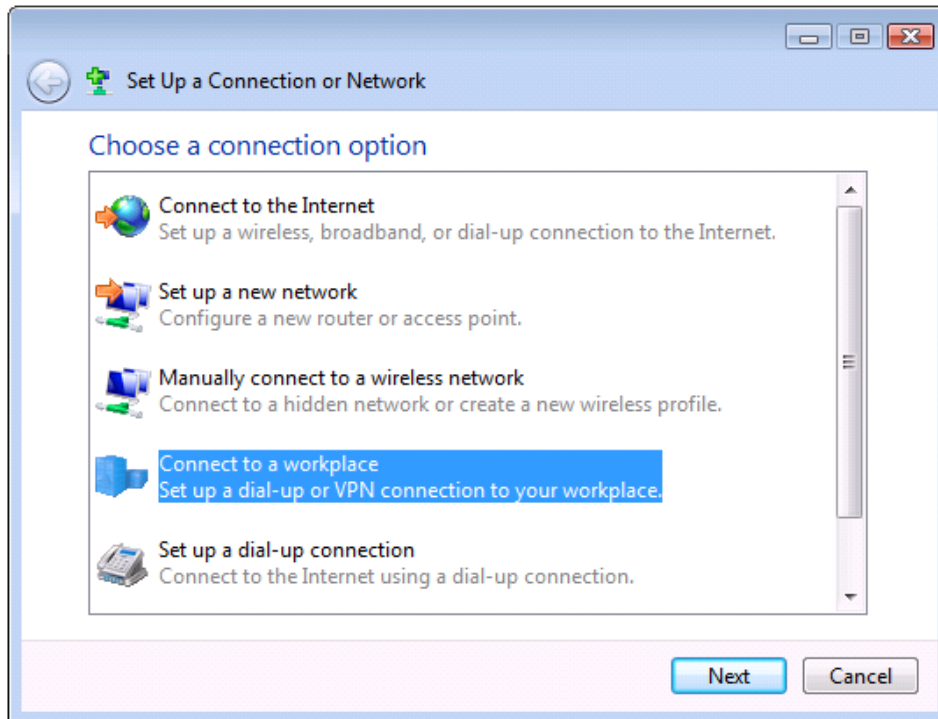 Set Up a Connection or Network
Choose a connection option
Connect to the Internet
Set up a wireless, broadband, or dial-up connection to the Internet.
Set up a new network
Configure a new router or access point.
Manually connect to a wireless network
Connect to a hidden network or create a new wireless profile.
Connect to a workplace
Set up a dial-up or VPN connection to your workplace.
Set up a dial-up connection
Connect to the Internet using a dial-up connection.
Next
Cancel